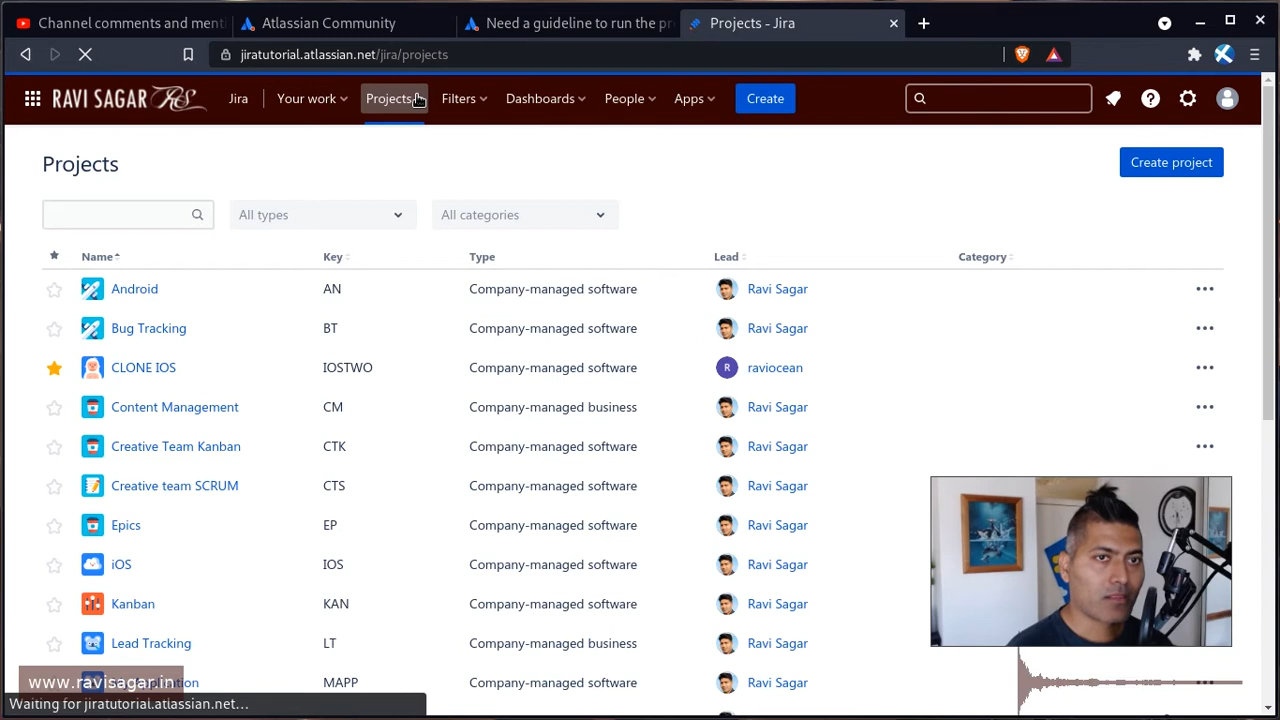 Channel comments and ment
Atlassian Community
Need a guideline to run the pr
Projects - Jira
jiratutorial.atlassian.net/jira/projects
RAVI SAGAR RS
Jira
Your work
Projects
Filters
Dashboards
People
Apps
Create
Projects
Create project
All types
All categories
Name Key Type Lead Category
Android AN Company-managed software Ravi Sagar
Bug Tracking BT Company-managed software Ravi Sagar
CLONE IOS IOSTWO Company-managed software R raviocean
Content Management CM Company-managed business Ravi Sagar
Creative Team Kanban CTK Company-managed software Ravi Sagar
Creative team SCRUM CTS Company-managed software Ravi Sagar
Epics EP Company-managed software Ravi Sagar
iOS IOS Company-managed software Ravi Sagar
Kanban KAN Company-managed software Ravi Sagar
Lead Tracking LT Company-managed business Ravi Sagar
MAPP Company-managed software Ravi Sagar
www.ravisagar.in
Waiting for jiratutorial.atlassian.net...